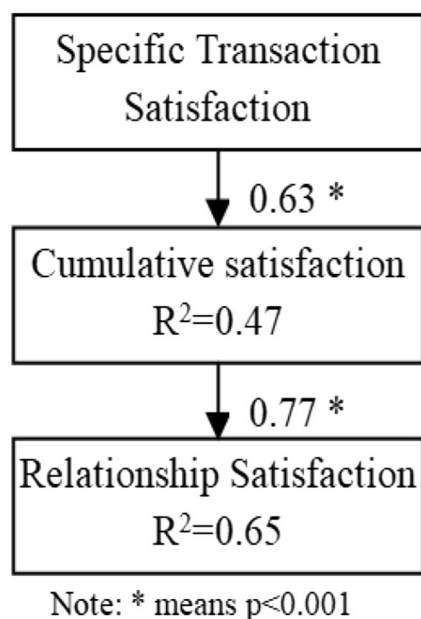 Specific Transaction
Satisfaction
0.63 *
Cumulative satisfaction
R²=0.47
0.77 *
Relationship Satisfaction
R²=0.65
Note: * means p<0.001